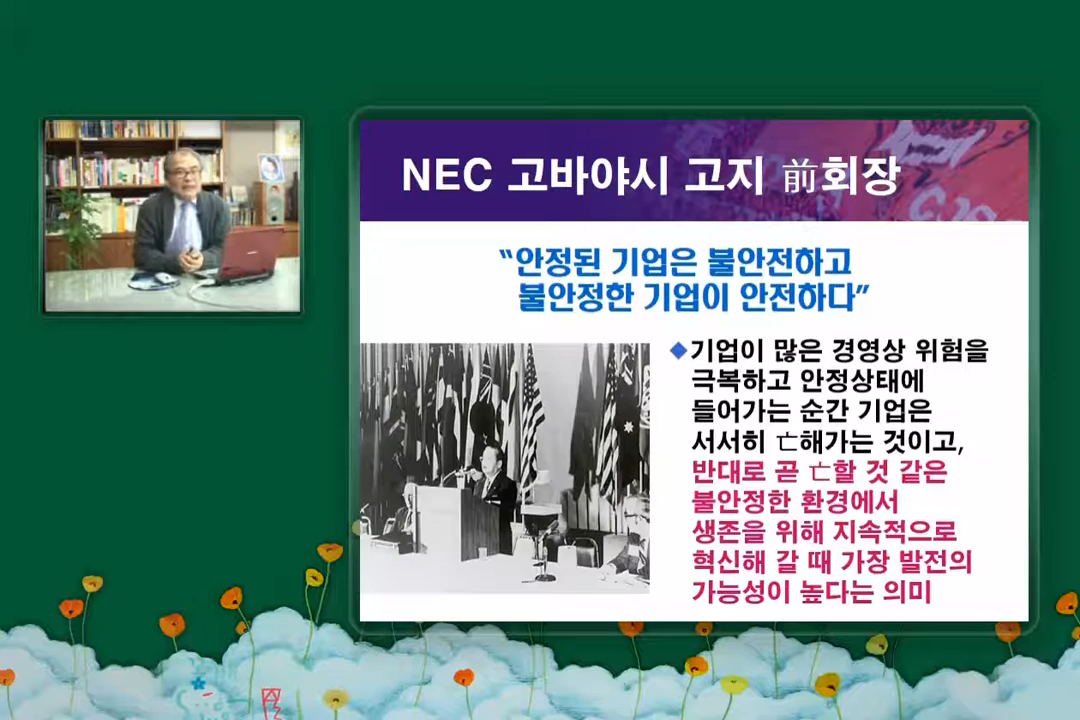 NEC 고바야시 고지 前회장
“안정된 기업은 불안전하고
불안정한 기업이 안전하다”
◆기업이 많은 경영상 위험을
극복하고 안정상태에
들어가는 순간 기업은
서서히 亡해가는 것이고,
반대로 곧 亡할 것 같은
불안정한 환경에서
생존을 위해 지속적으로
혁신해 갈 때 가장 발전의
가능성이 높다는 의미